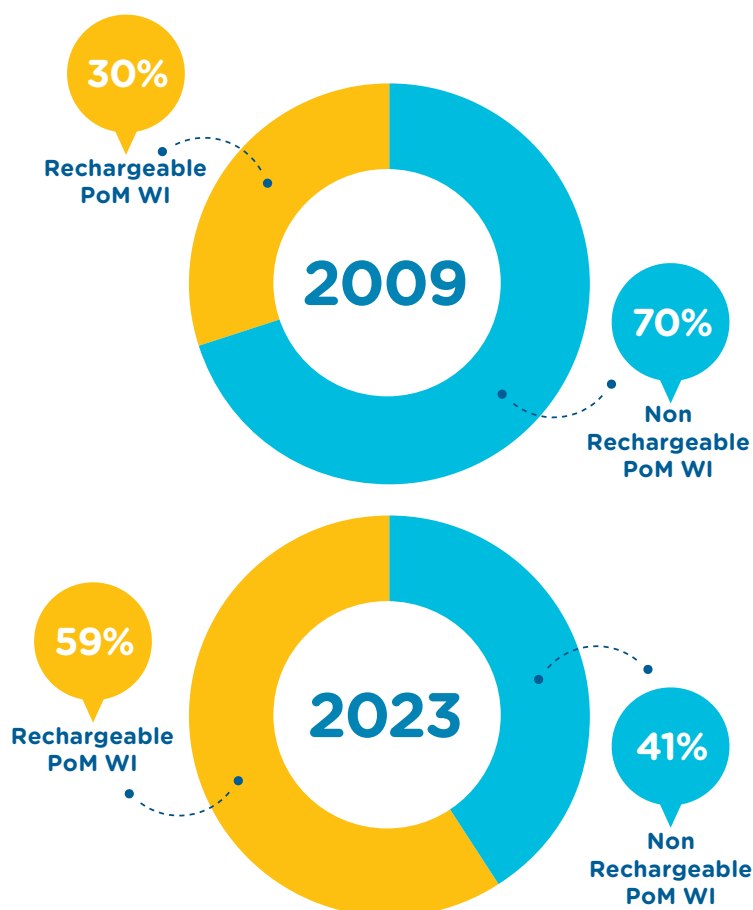 30%
Rechargeable
PoM WI
2009
70%
Non
Rechargeable
PoM WI
59%
Rechargeable
PoM WI
2023
41%
Non
Rechargeable
PoM WI